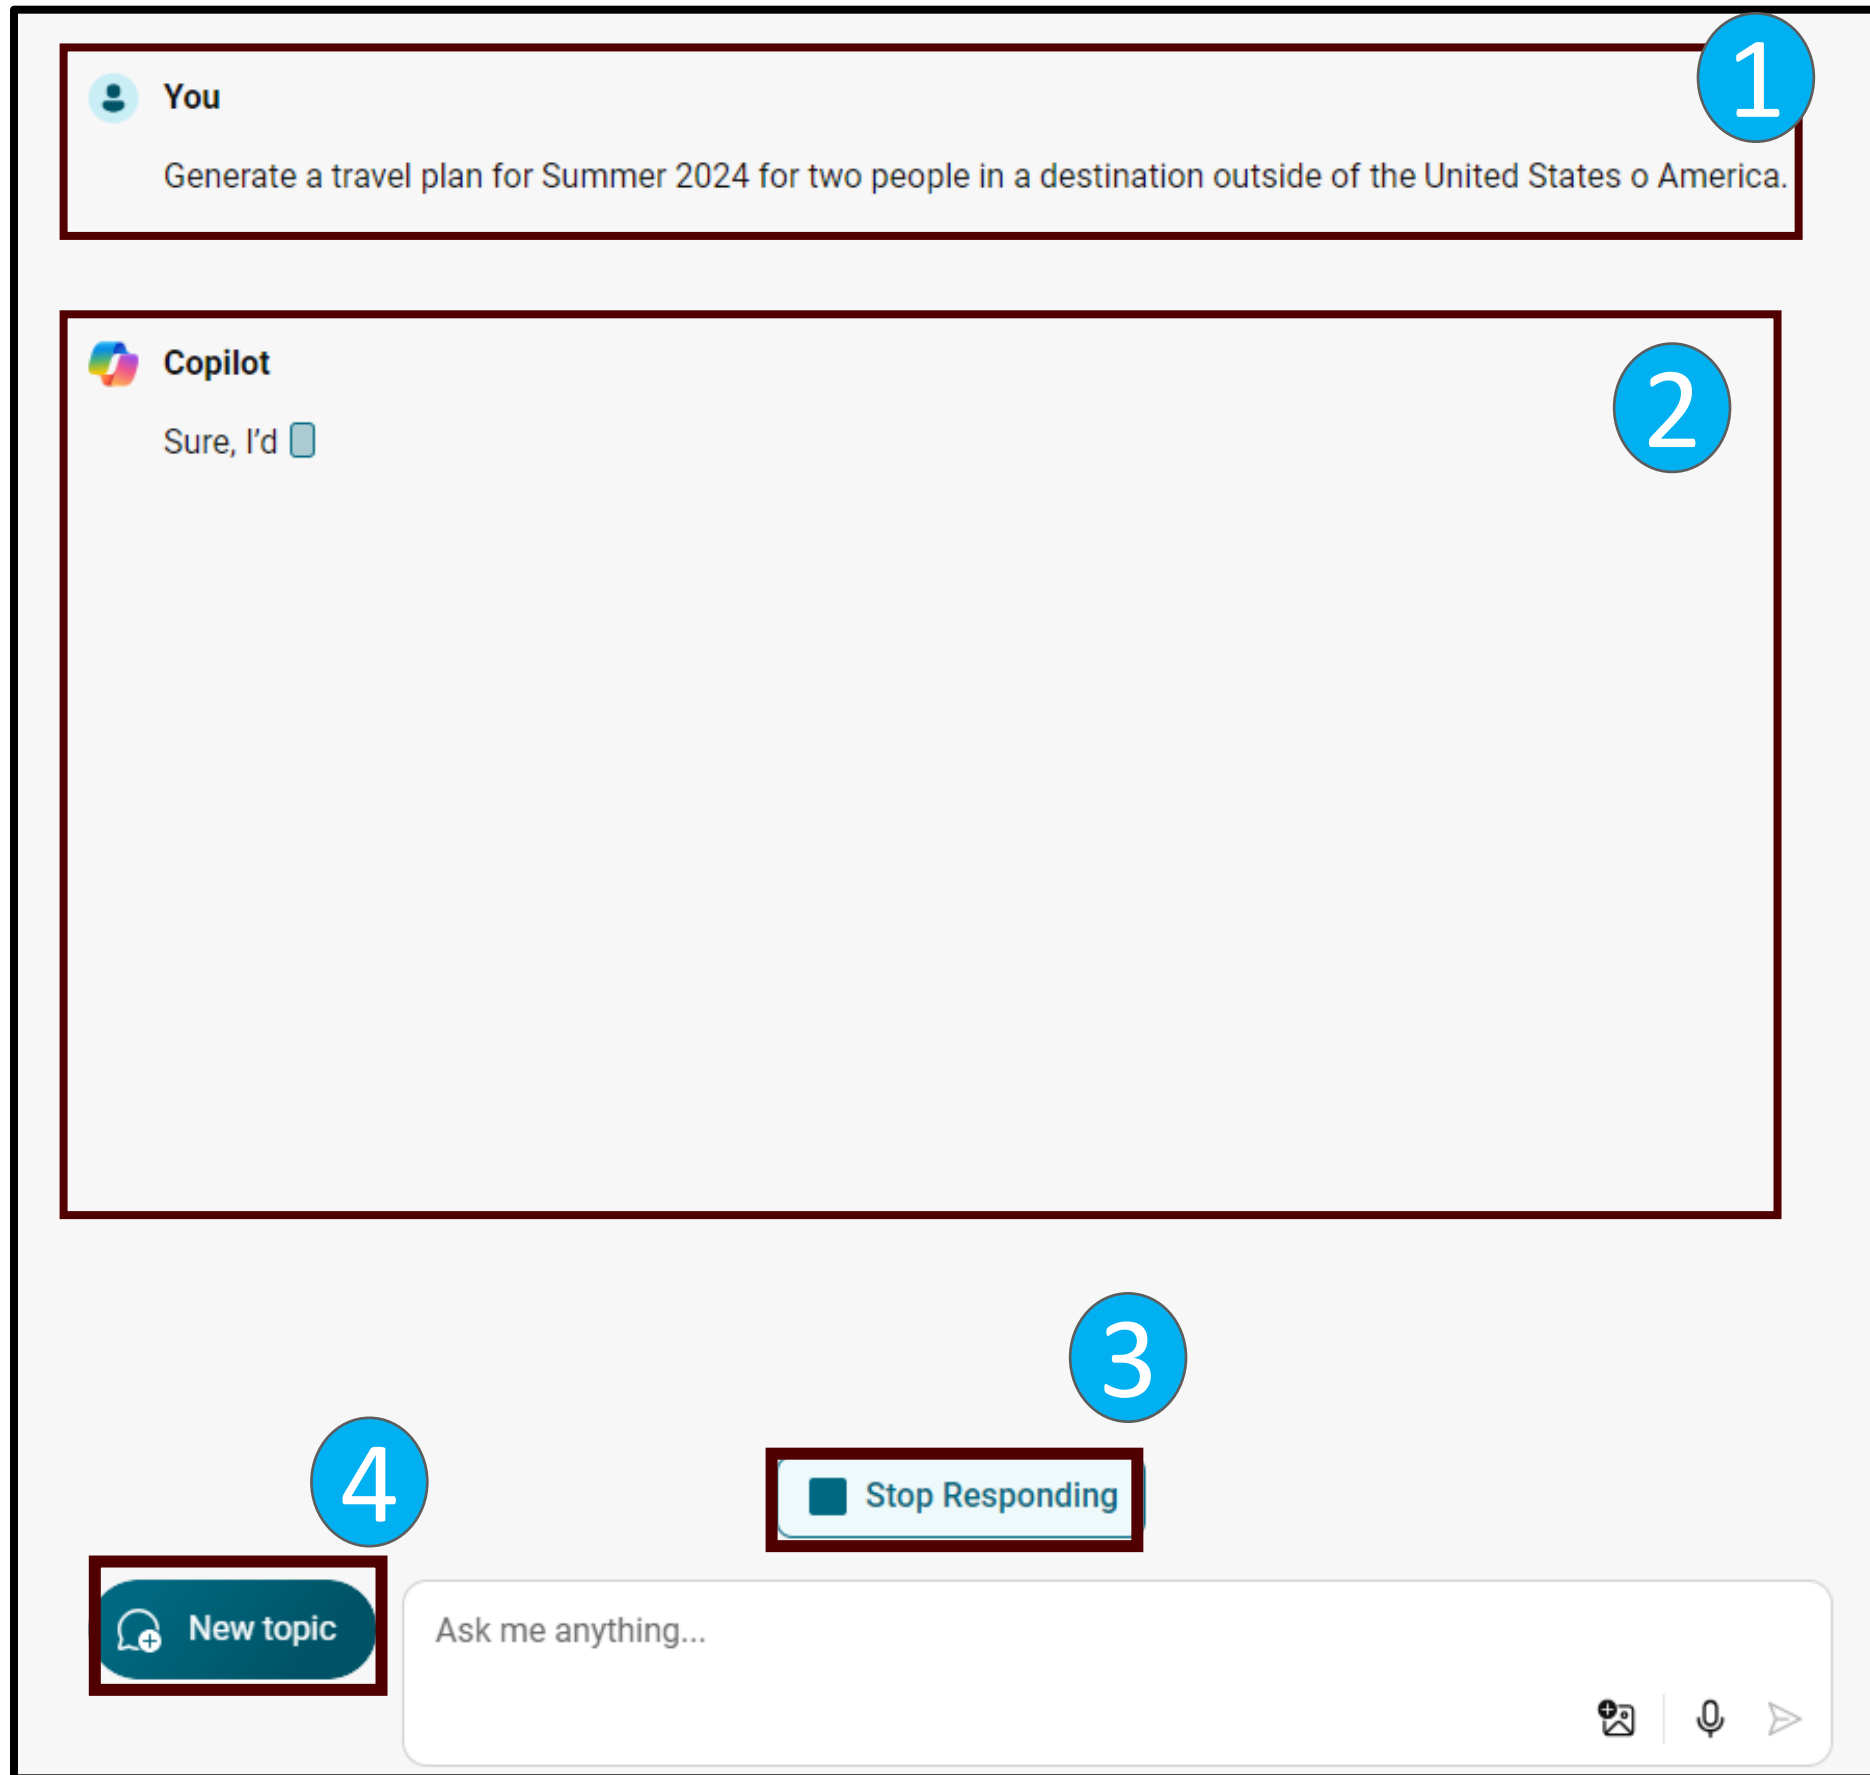 1
You
Generate a travel plan for Summer 2024 for two people in a destination outside of the United States o America.
Copilot
2
Sure, I'd
3
4
Stop Responding
New topic
Ask me anything...